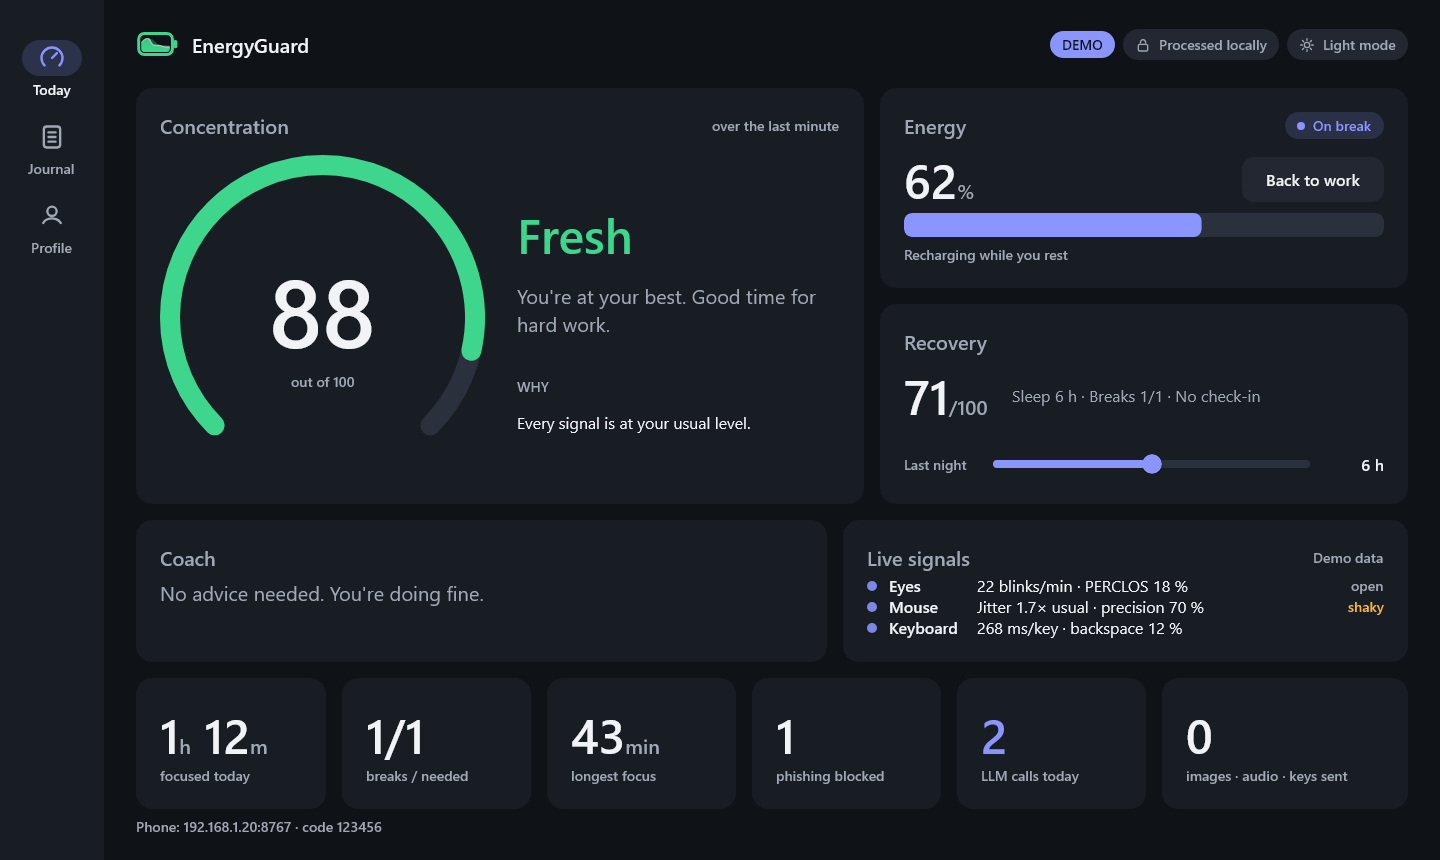 Today
Journal
Profile
EnergyGuard
DEMO
Processed locally
Light mode
Concentration
over the last minute
88
out of 100
Fresh
You're at your best. Good time for
hard work.
WHY
Every signal is at your usual level.
Energy
On break
62%
Back to work
Recharging while you rest
Recovery
71/100
Sleep 6 h · Breaks 1/1 · No check-in
Last night
6 h
Coach
No advice needed. You're doing fine.
Live signals
Demo data
Eyes 22 blinks/min · PERCLOS 18 % open
Mouse Jitter 1.7× usual · precision 70 % shaky
Keyboard 268 ms/key · backspace 12 %
1h 12m
focused today
1/1
breaks / needed
43min
longest focus
1
phishing blocked
2
LLM calls today
0
images · audio · keys sent
Phone: 192.168.1.20:8767 · code 123456